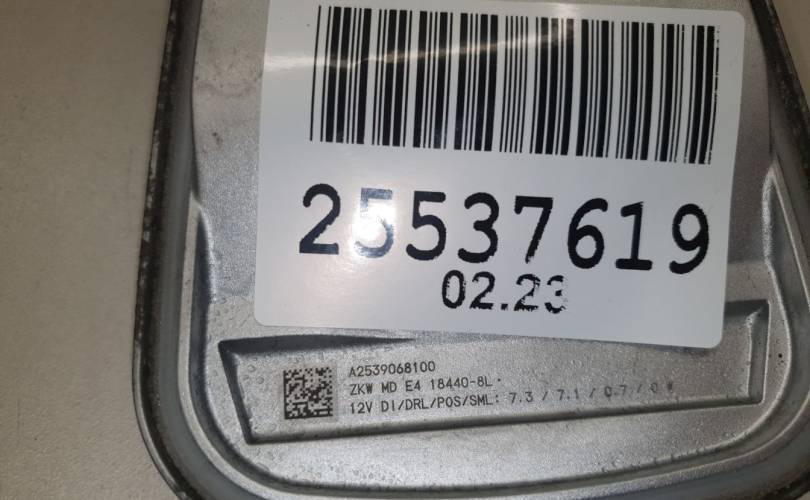 25537619
02.23
A2539068100
ZKW MD E4 18440-8L
12V DI/DRL/POS/SML: 7.3 / 7.1 / 0.7 / 0 W